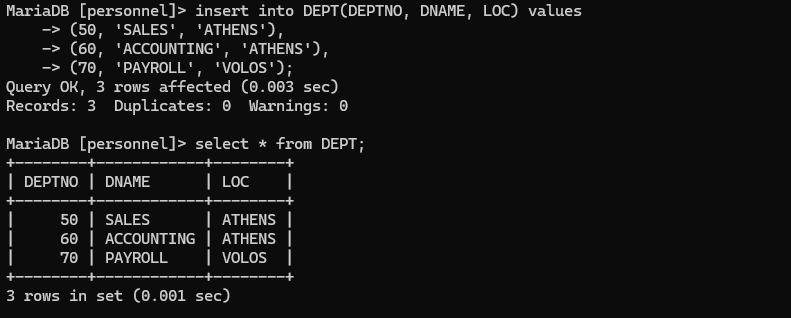 MariaDB [personnel]> insert into DEPT(DEPTNO, DNAME, LOC) values
    -> (50, 'SALES', 'ATHENS'),
    -> (60, 'ACCOUNTING', 'ATHENS'),
    -> (70, 'PAYROLL', 'VOLOS');
Query OK, 3 rows affected (0.003 sec)
Records: 3  Duplicates: 0  Warnings: 0

MariaDB [personnel]> select * from DEPT;
+--------+------------+--------+
| DEPTNO | DNAME      | LOC    |
+--------+------------+--------+
|     50 | SALES      | ATHENS |
|     60 | ACCOUNTING | ATHENS |
|     70 | PAYROLL    | VOLOS  |
+--------+------------+--------+
3 rows in set (0.001 sec)